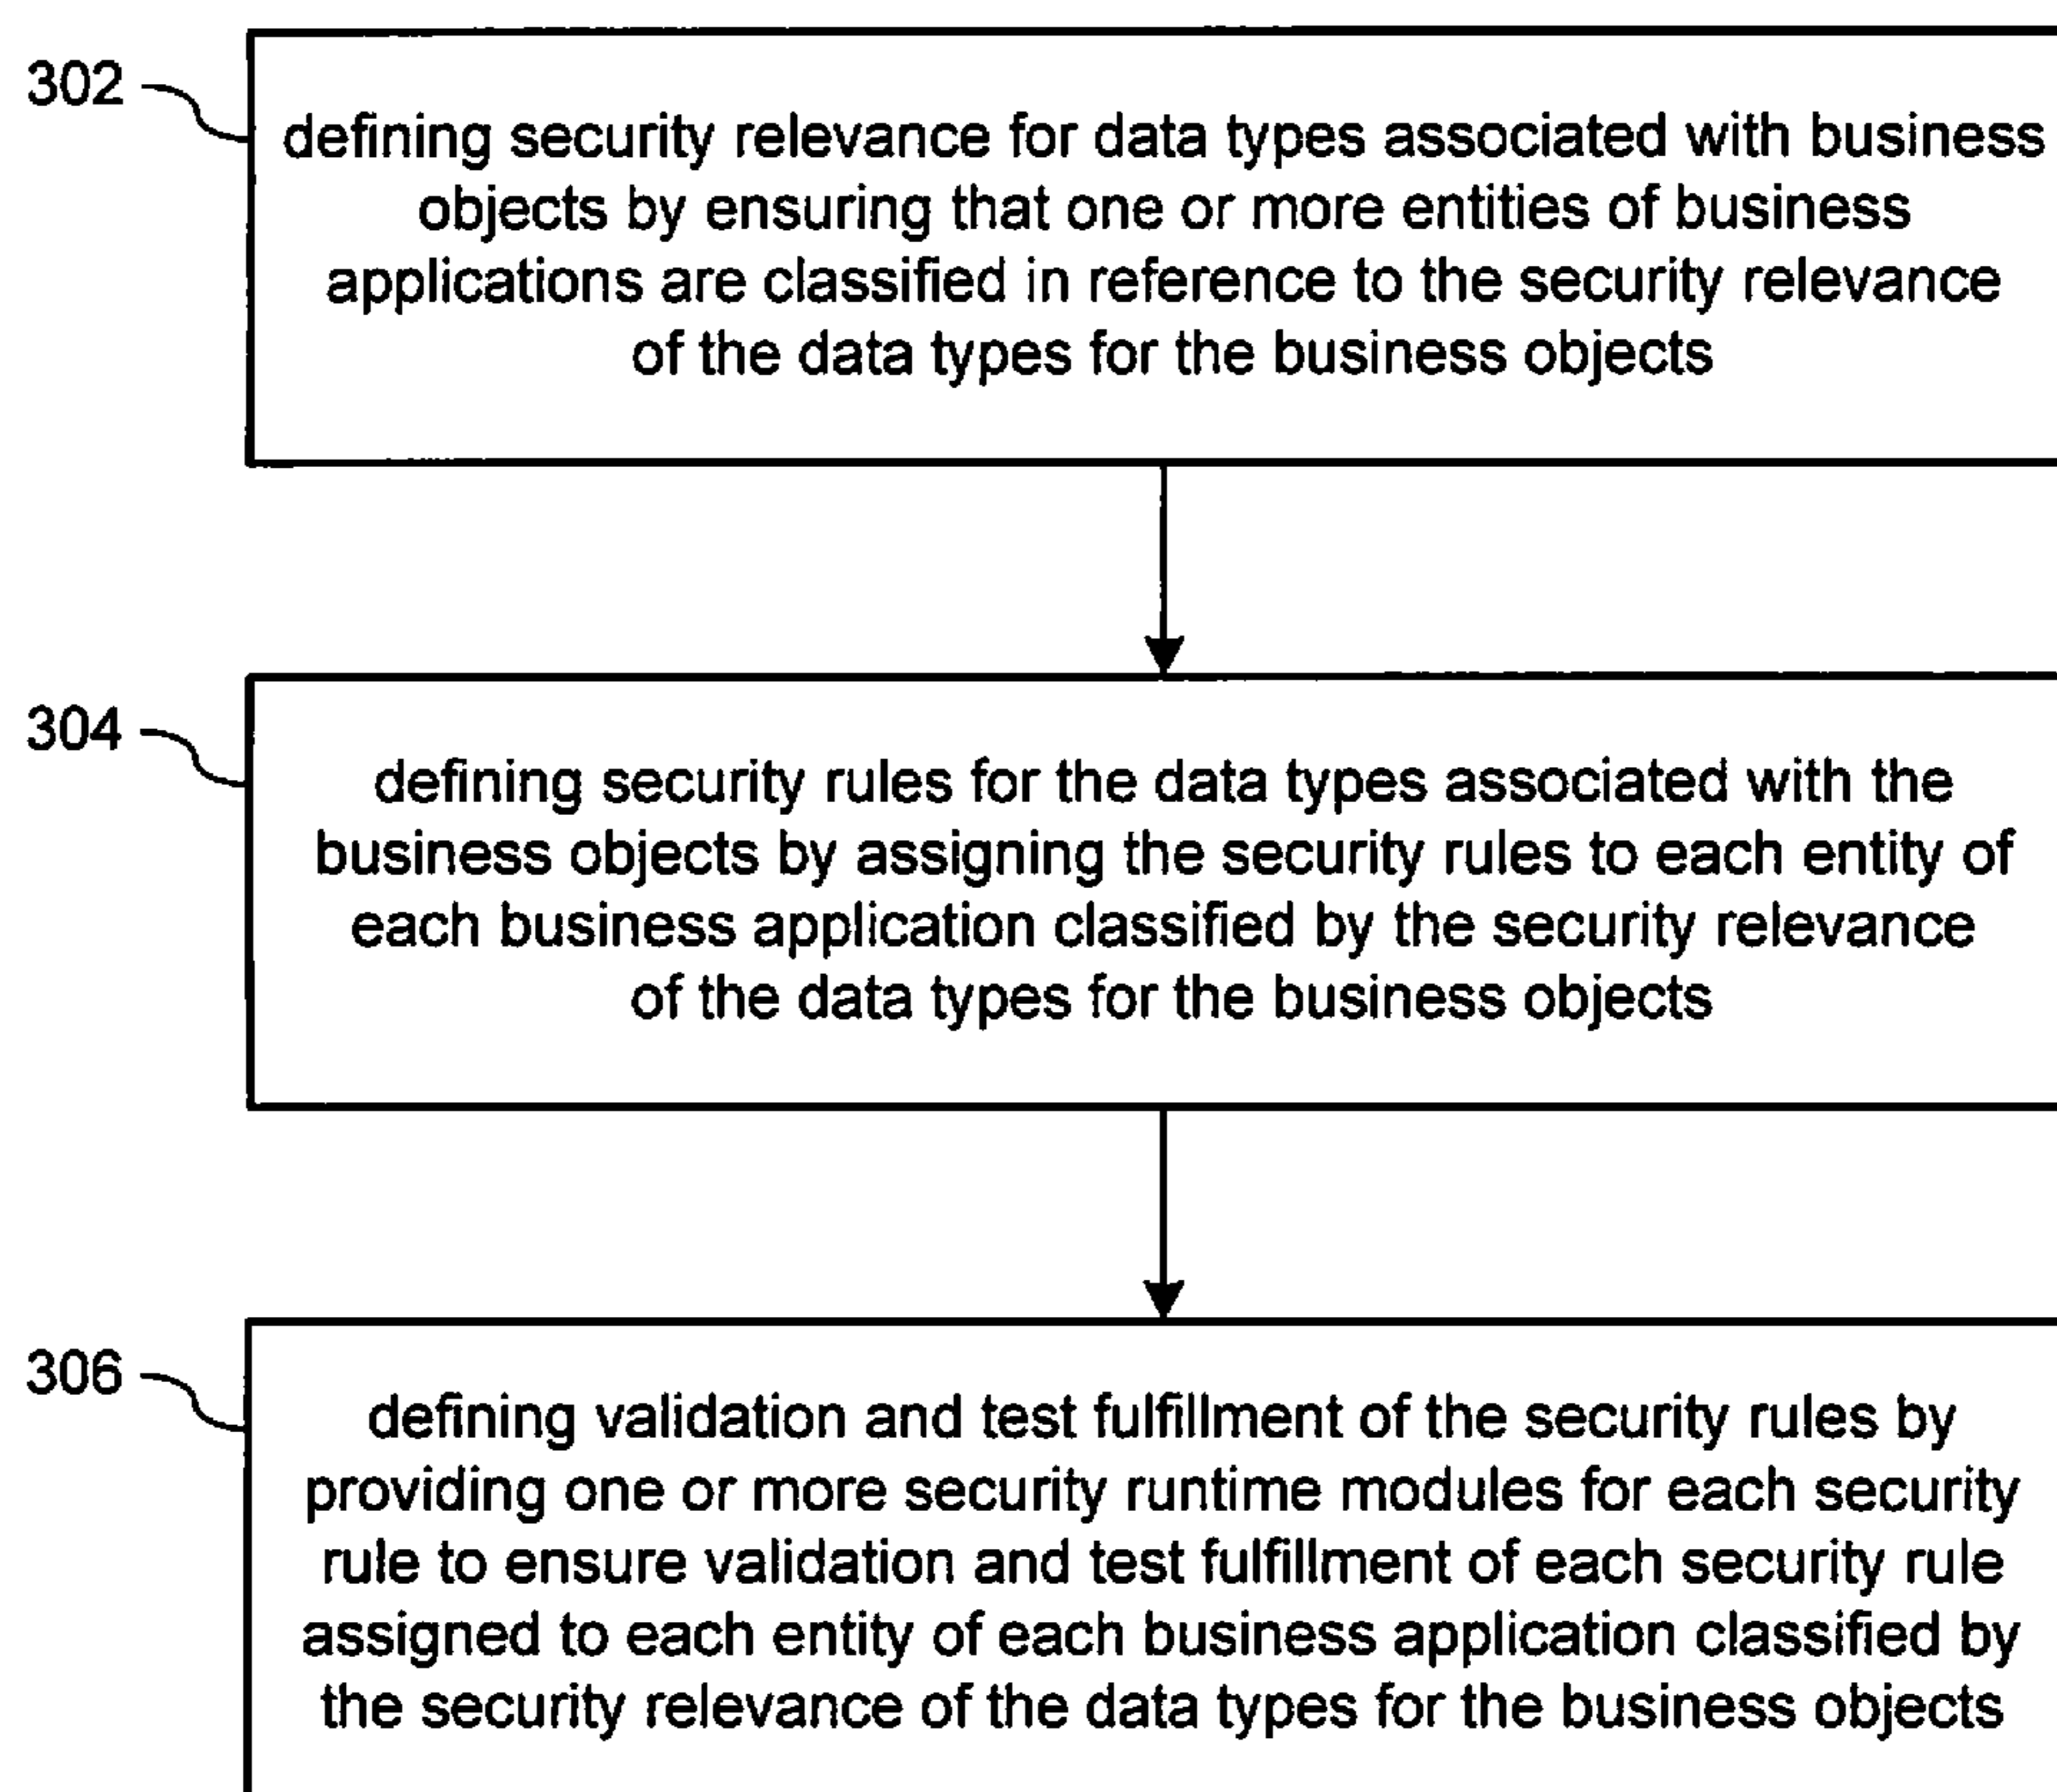 302
defining security relevance for data types associated with business
objects by ensuring that one or more entities of business
applications are classified in reference to the security relevance
of the data types for the business objects
304
defining security rules for the data types associated with the
business objects by assigning the security rules to each entity of
each business application classified by the security relevance
of the data types for the business objects
306
defining validation and test fulfillment of the security rules by
providing one or more security runtime modules for each security
rule to ensure validation and test fulfillment of each security rule
assigned to each entity of each business application classified by
the security relevance of the data types for the business objects